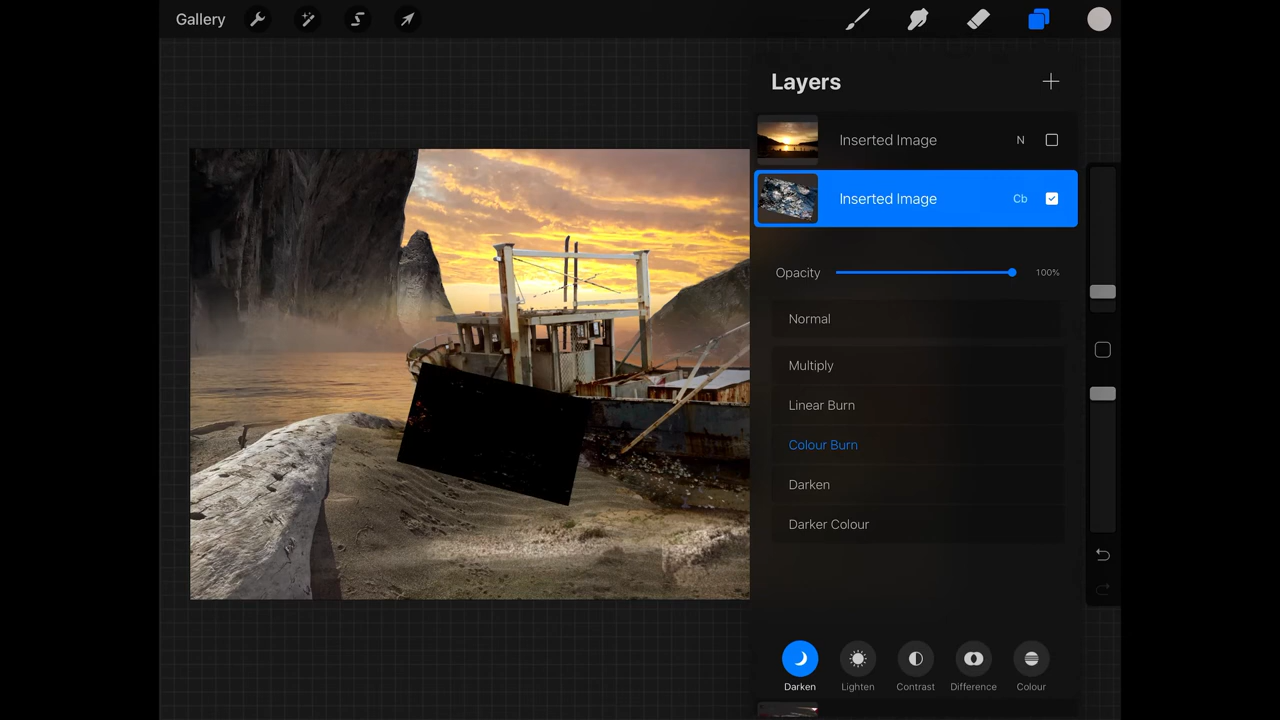 Gallery
Layers
Inserted Image N
Inserted Image Cb
Opacity 100%
Normal
Multiply
Linear Burn
Colour Burn
Darken
Darker Colour
Darken Lighten Contrast Difference Colour